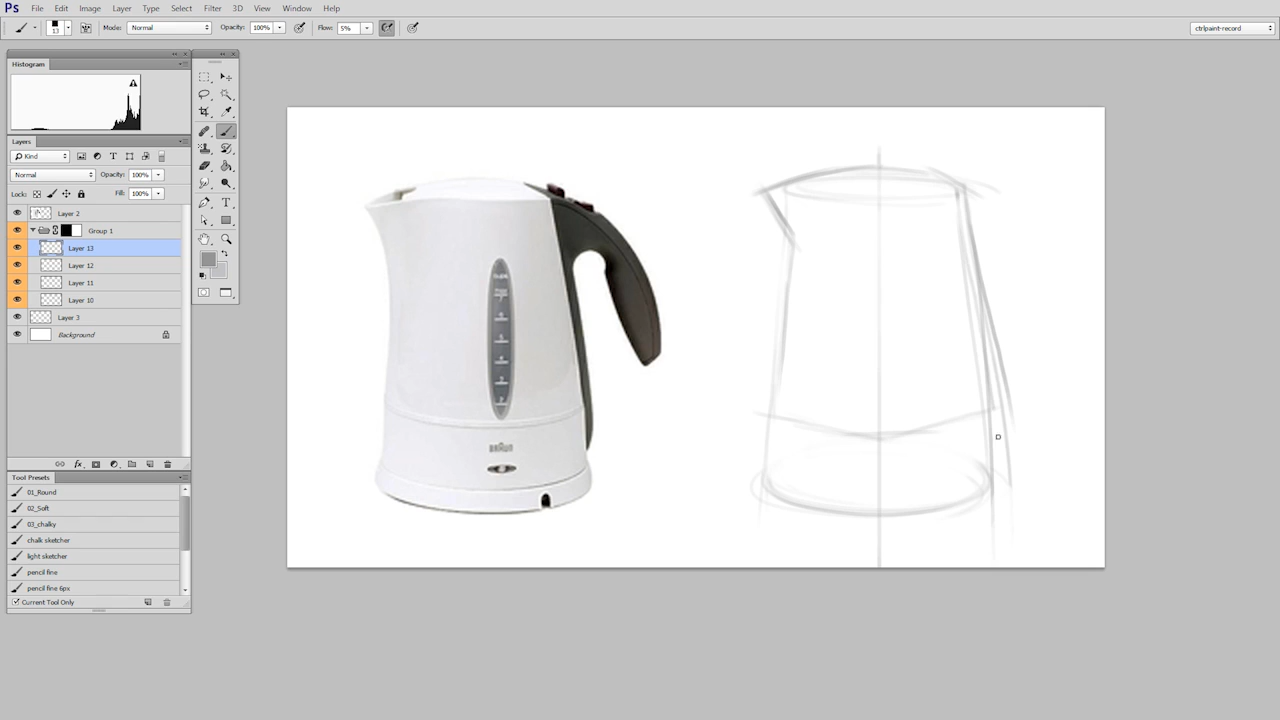 Ps File Edit Image Layer Type Select Filter 3D View Window Help
13 Mode: Normal Opacity: 100% Flow: 5% ctrlpaint-record
Histogram
Layers
Kind
Normal Opacity: 100%
Lock: Fill: 100%
Layer 2
Group 1
Layer 13
Layer 12
Layer 11
Layer 10
Layer 3
Background
fx
Tool Presets
01_Round
02_Soft
03_chalky
chalk sketcher
light sketcher
pencil fine
pencil fine 6px
Current Tool Only
BRAUN